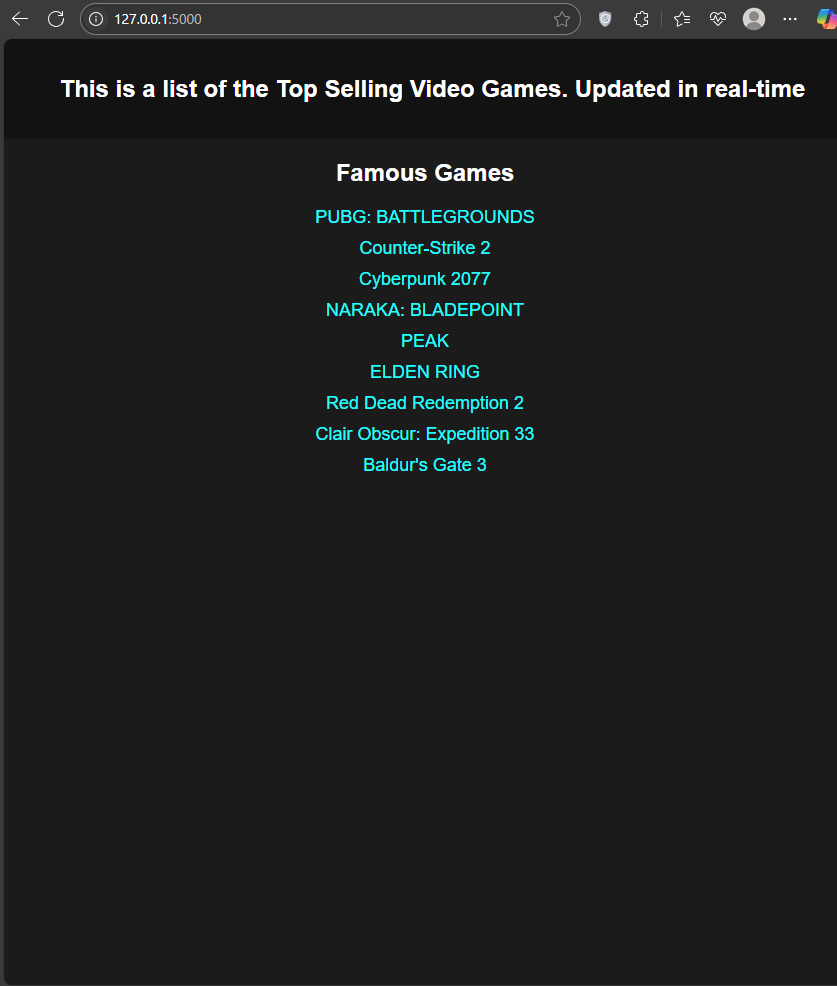 127.0.0.1:5000
This is a list of the Top Selling Video Games. Updated in real-time
Famous Games
PUBG: BATTLEGROUNDS
Counter-Strike 2
Cyberpunk 2077
NARAKA: BLADEPOINT
PEAK
ELDEN RING
Red Dead Redemption 2
Clair Obscur: Expedition 33
Baldur's Gate 3